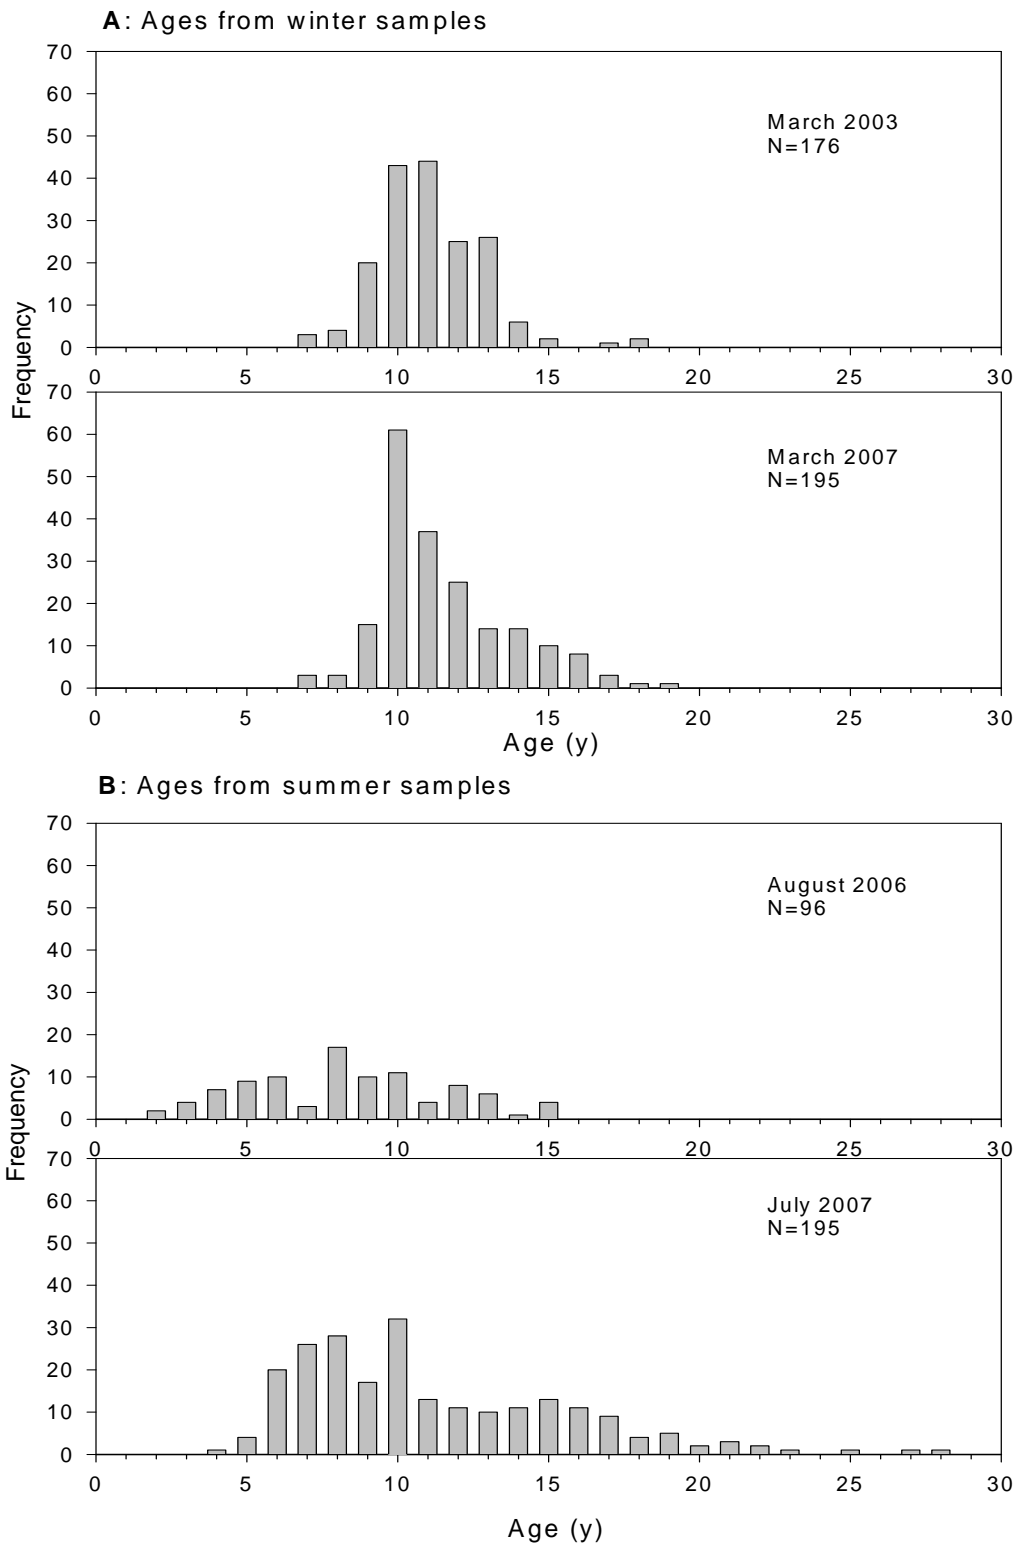 A: Ages from winter samples
70
60
50
40
30
20
10
0
March 2003
N=176
0 5 10 15 20 25 30
Frequency
70
60
50
40
30
20
10
0
March 2007
N=195
0 5 10 15 20 25 30
Age (y)
B: Ages from summer samples
70
60
50
40
30
20
10
0
August 2006
N=96
0 5 10 15 20 25 30
Frequency
70
60
50
40
30
20
10
0
July 2007
N=195
0 5 10 15 20 25 30
Age (y)